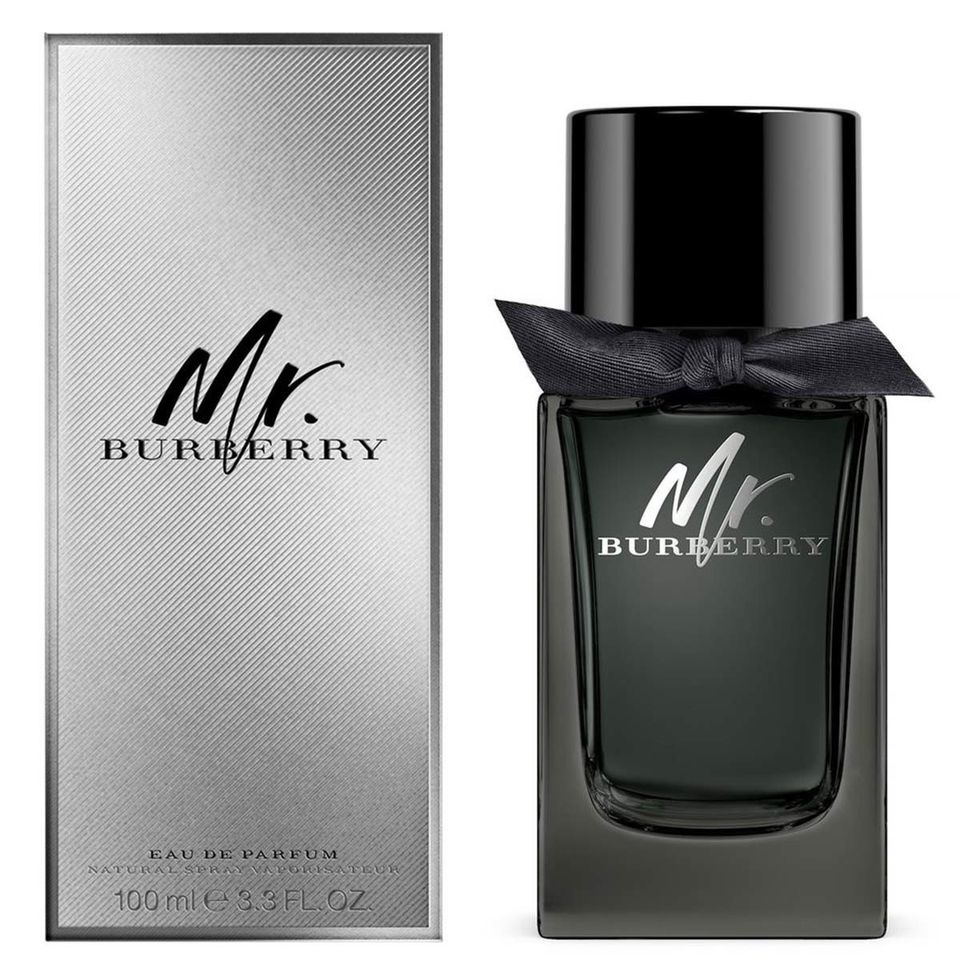 Mr.
BURBERRY
EAU DE PARFUM
NATURAL SPRAY VAPORISATEUR
100 ml ℮ 3.3 FL.OZ.
Mr.
BURBERRY